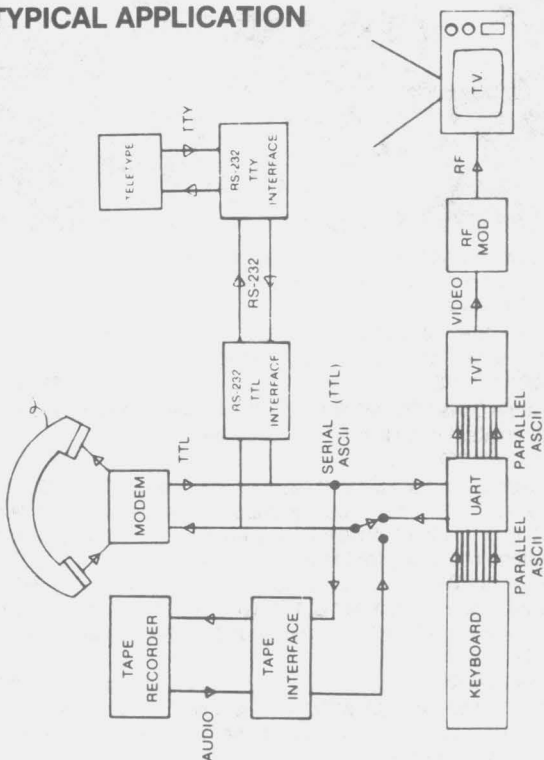 TYPICAL APPLICATION
T.V.
RF
RF
MOD
VIDEO
TVT
PARALLEL
ASCII
UART
PARALLEL
ASCII
KEYBOARD
TELETYPE
TTY
RS-232
TTY
INTERFACE
RS-232
RS-232
TTL
INTERFACE
SERIAL (TTL)
ASCII
TTL
MODEM
TAPE
RECORDER
AUDIO
TAPE
INTERFACE